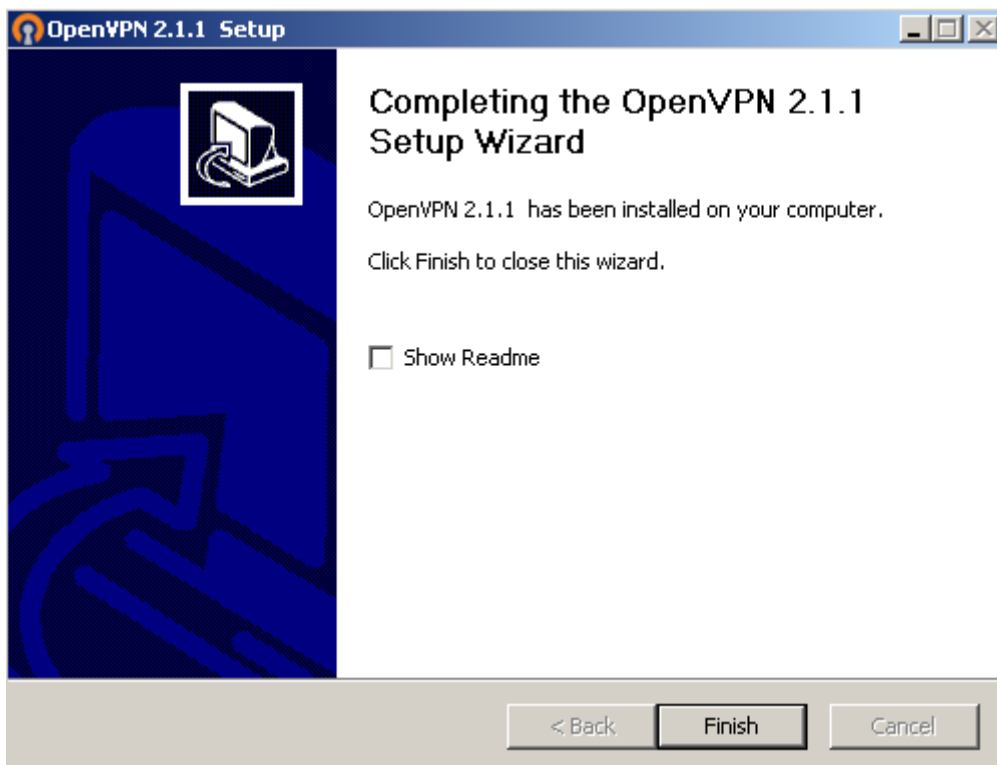 OpenVPN 2.1.1 Setup
Completing the OpenVPN 2.1.1
Setup Wizard
OpenVPN 2.1.1 has been installed on your computer.
Click Finish to close this wizard.
Show Readme
< Back
Finish
Cancel